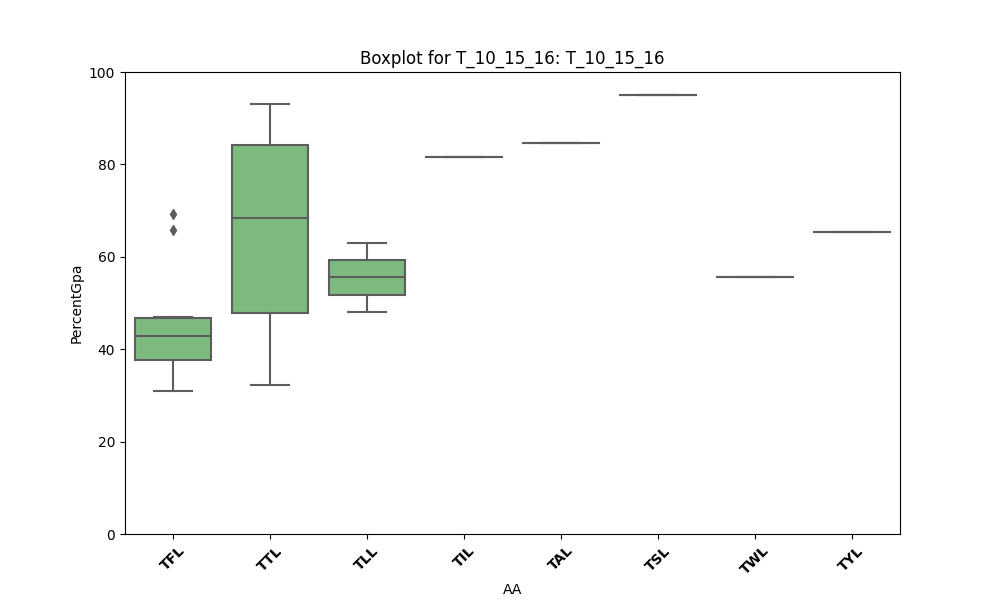 Boxplot for T_10_15_16: T_10_15_16
PercentGpa
100
80
60
40
20
0
TFL TTL TLL TIL TAL TSL TWL TYL
AA